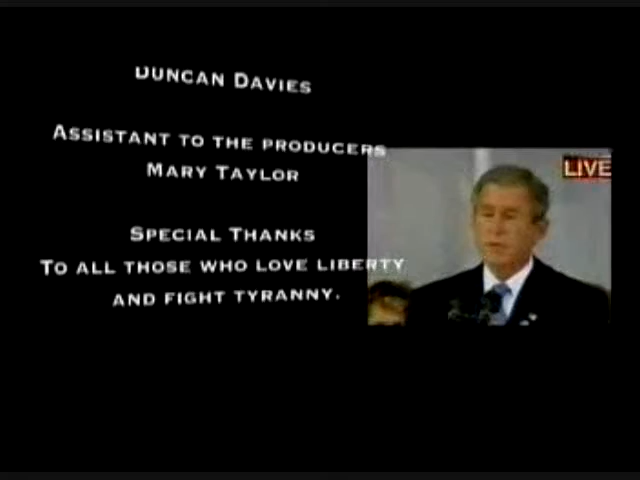 DUNCAN DAVIES
ASSISTANT TO THE PRODUCERS
MARY TAYLOR
SPECIAL THANKS
TO ALL THOSE WHO LOVE LIBERTY
AND FIGHT TYRANNY.
LIVE